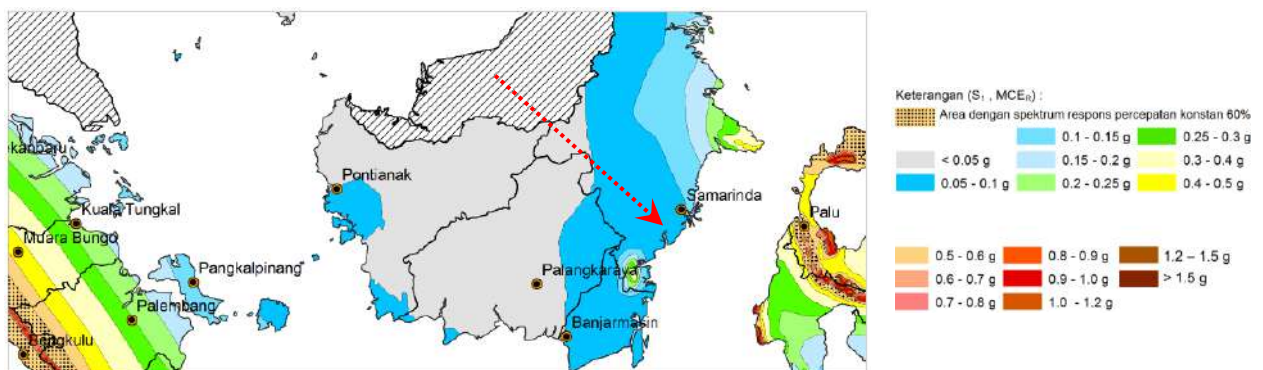 ekanbaru
Kuala Tungkal
Muara Bungo
Pangkalpinang
Palembang
Bengkulu
Pontianak
Palangkaraya
Banjarmasin
Samarinda
Palu
Keterangan (S₁ , MCE_R) :
Area dengan spektrum respons percepatan konstan 60%
0.1 - 0.15 g 0.25 - 0.3 g
< 0.05 g 0.15 - 0.2 g 0.3 - 0.4 g
0.05 - 0.1 g 0.2 - 0.25 g 0.4 - 0.5 g
0.5 - 0.6 g 0.8 - 0.9 g 1.2 – 1.5 g
0.6 - 0.7 g 0.9 - 1.0 g > 1.5 g
0.7 - 0.8 g 1.0 - 1.2 g